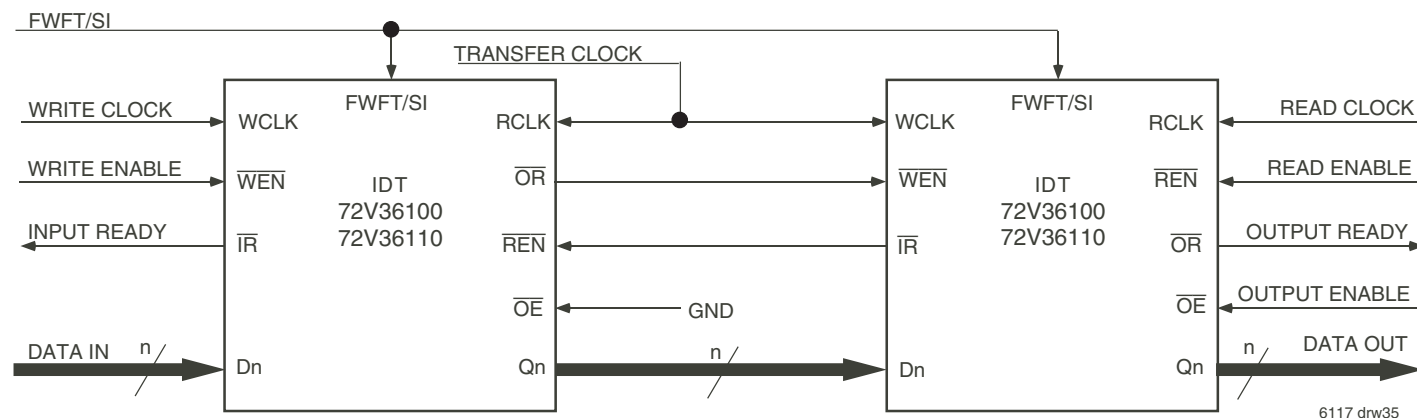 FWFT/SI
TRANSFER CLOCK
FWFT/SI
FWFT/SI
WRITE CLOCK
WCLK
RCLK
WCLK
RCLK
READ CLOCK
WRITE ENABLE
WEN
IDT
OR
WEN
IDT
REN
READ ENABLE
72V36100
72V36100
INPUT READY
IR
72V36110
REN
IR
72V36110
OR
OUTPUT READY
OE
GND
OE
OUTPUT ENABLE
DATA IN
n
Dn
Qn
n
Dn
Qn
n
DATA OUT
6117 drw35